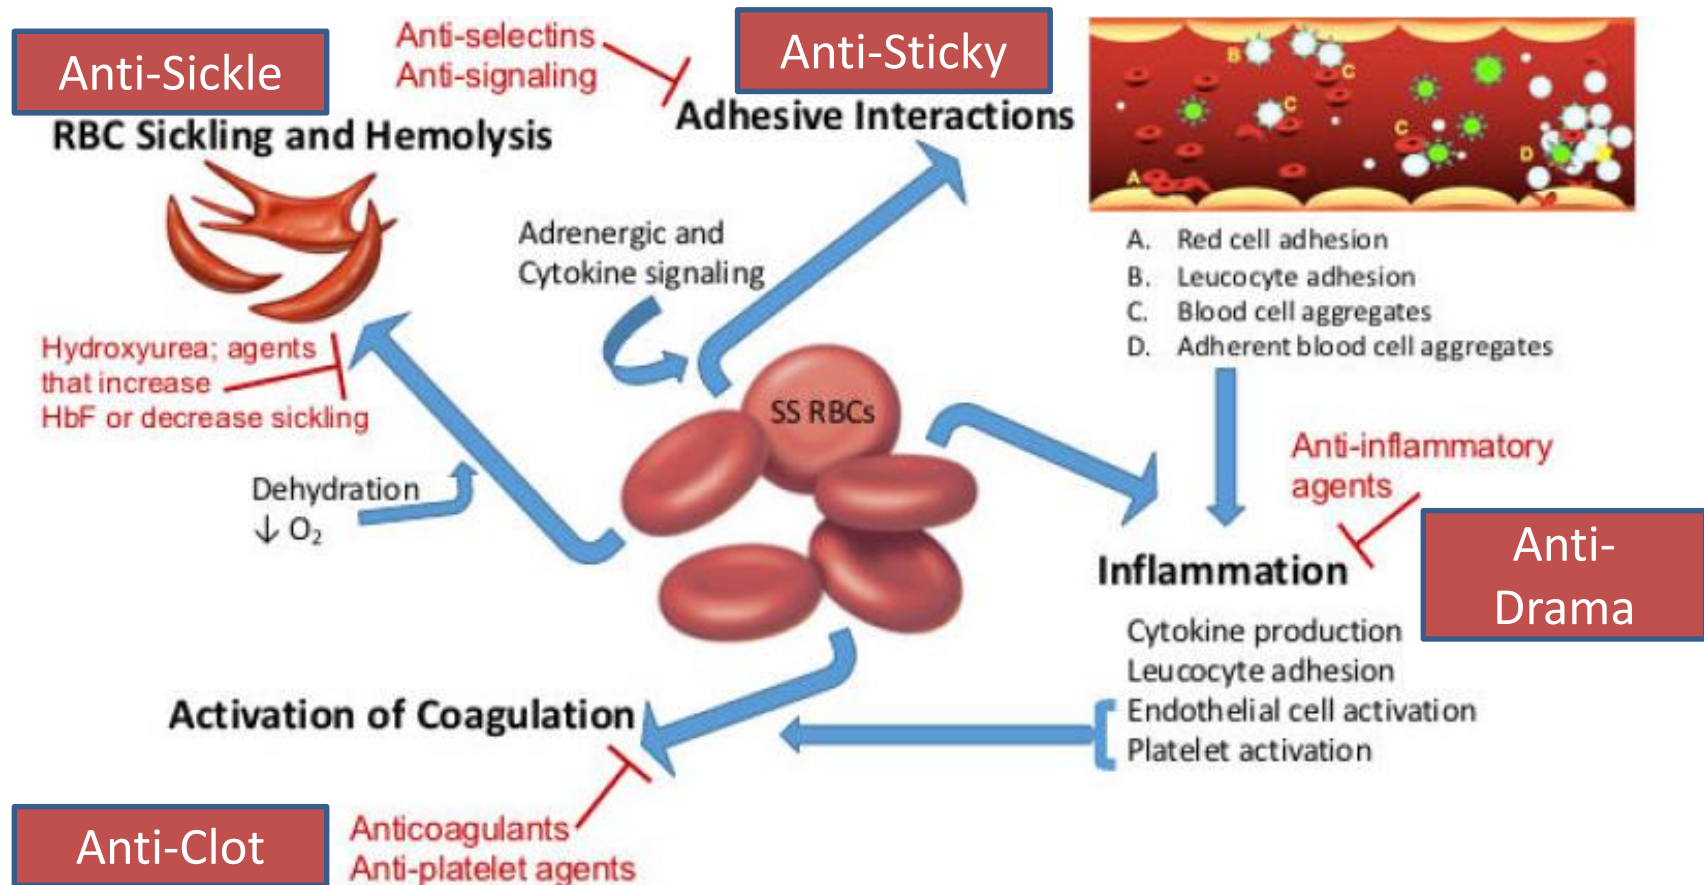 Anti-Sickle
RBC Sickling and Hemolysis
Anti-selectins
Anti-signaling
Anti-Sticky
Adhesive Interactions
B
C
C
C
D
A
A. Red cell adhesion
B. Leucocyte adhesion
C. Blood cell aggregates
D. Adherent blood cell aggregates
Adrenergic and
Cytokine signaling
Hydroxyurea; agents
that increase
HbF or decrease sickling
Dehydration
↓ O₂
SS RBCs
Anti-inflammatory
agents
Anti-
Drama
Inflammation
Cytokine production
Leucocyte adhesion
Endothelial cell activation
Platelet activation
Activation of Coagulation
Anti-Clot
Anticoagulants
Anti-platelet agents